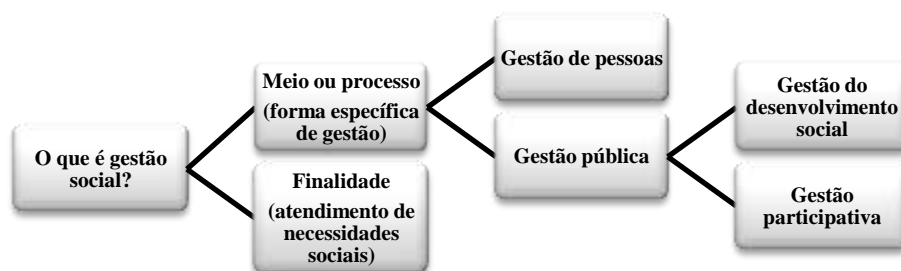 O que é gestão
social?
Meio ou processo
(forma específica
de gestão)
Finalidade
(atendimento de
necessidades
sociais)
Gestão de pessoas
Gestão pública
Gestão do
desenvolvimento
social
Gestão
participativa